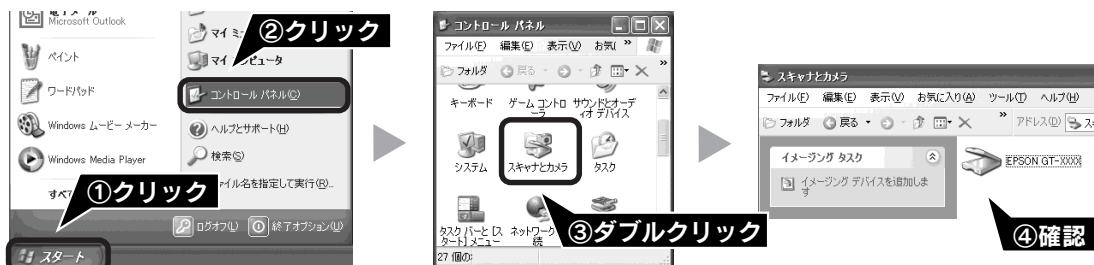 Microsoft Outlook
ペイント
ワードパッド
Windows ムービー メーカー
Windows Media Player
①クリック
スタート
②クリック
コントロール パネル(C)
ヘルプとサポート(H)
検索(S)
ァイル名を指定して実行(R)...
ログオフ(L)
終了オプション(U)
コントロール パネル
ファイル(F) 編集(E) 表示(V) お気( »
フォルダ 戻る »
キーボード
ゲーム コントローラ
サウンドとオーディオ デバイス
システム
スキャナとカメラ
タスク
タスク バーと [スタート] メニュー
ネットワーク
続
③ダブルクリック
27 個の
スキャナとカメラ
ファイル(F) 編集(E) 表示(V) お気に入り(A) ツール(T) ヘルプ(H)
フォルダ 戻る » アドレス(D)
イメージング タスク
イメージング デバイスを追加しま
す
EPSON GT-XXXX
④確認